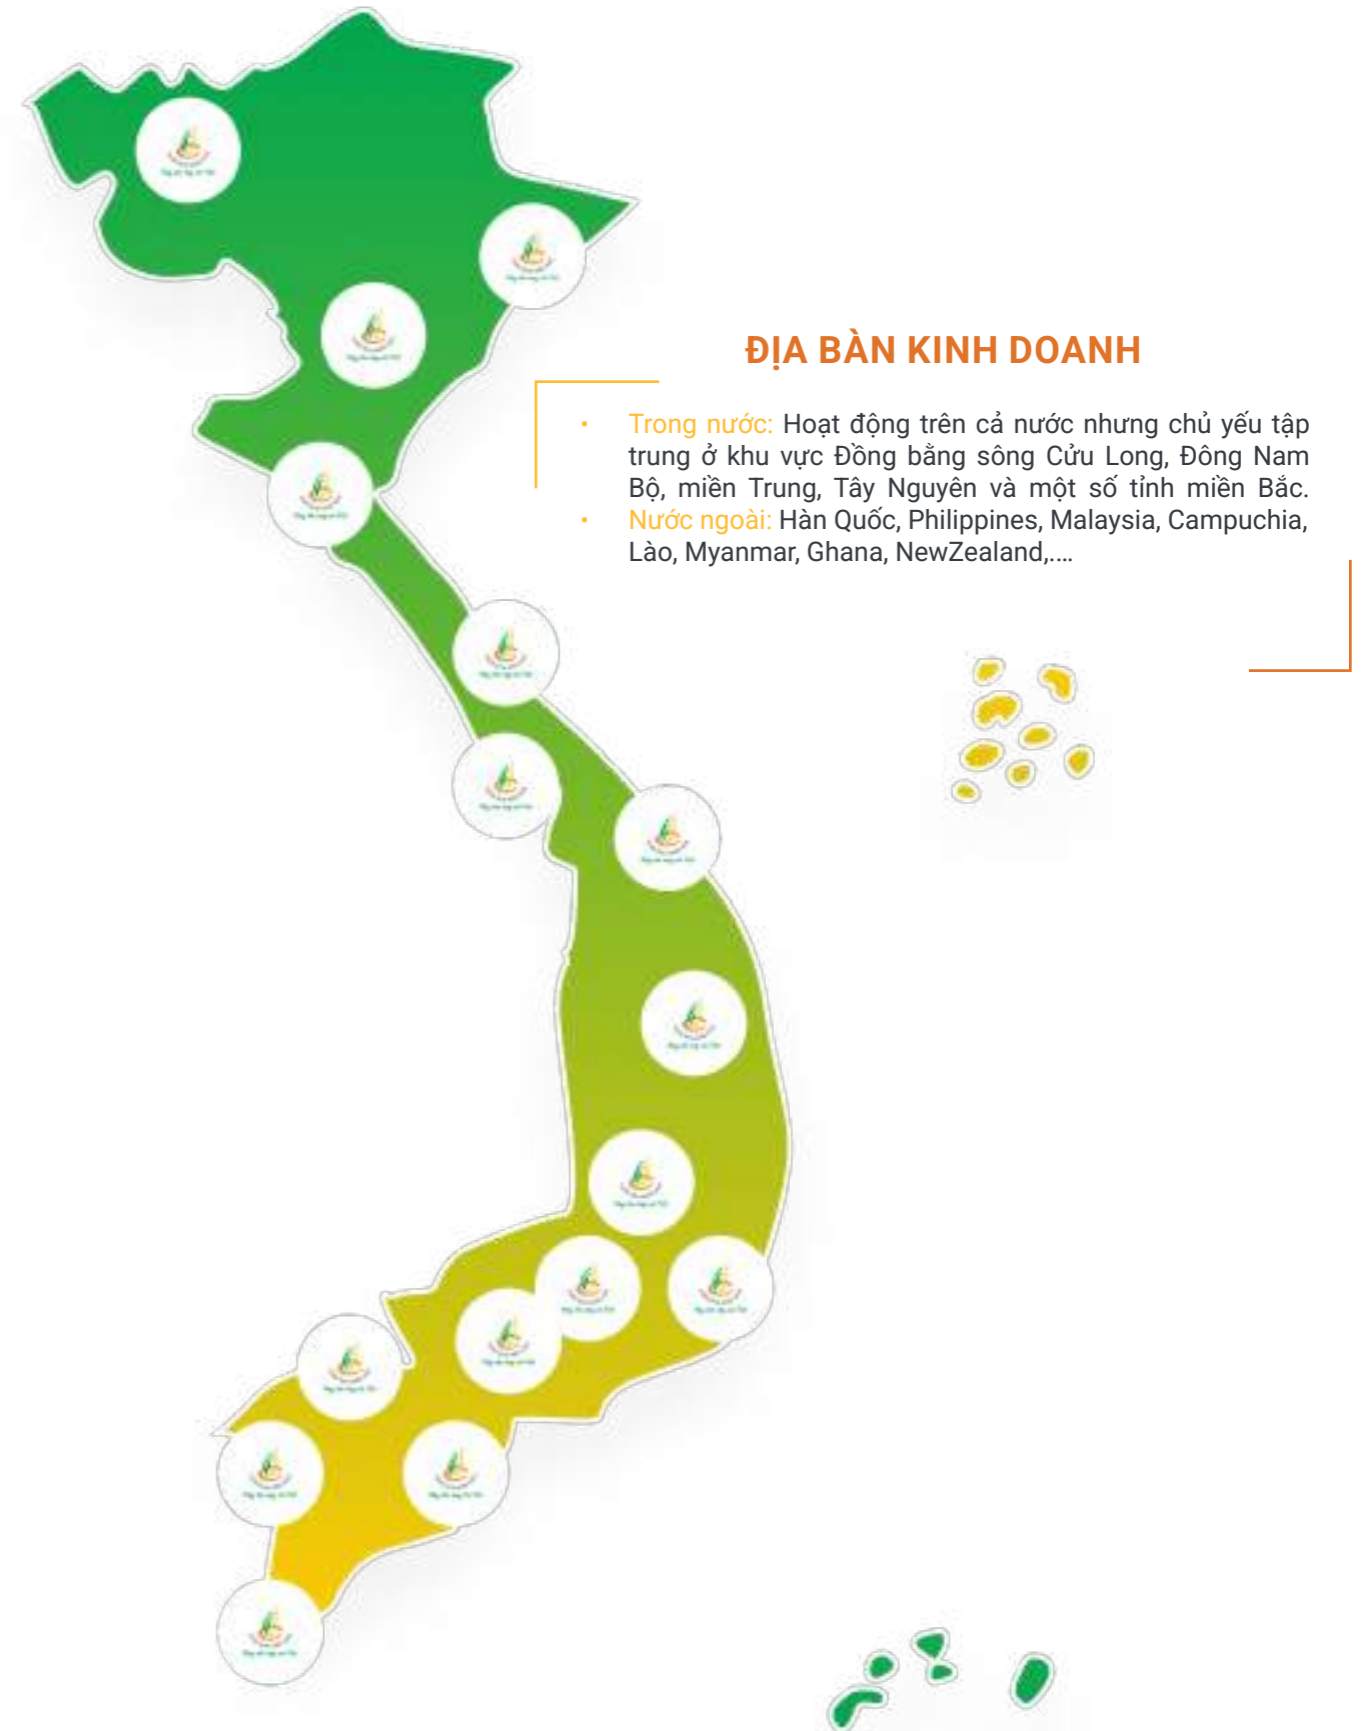 ĐỊA BÀN KINH DOANH
• Trong nước: Hoạt động trên cả nước nhưng chủ yếu tập
trung ở khu vực Đồng bằng sông Cửu Long, Đông Nam
Bộ, miền Trung, Tây Nguyên và một số tỉnh miền Bắc.
• Nước ngoài: Hàn Quốc, Philippines, Malaysia, Campuchia,
Lào, Myanmar, Ghana, NewZealand,....